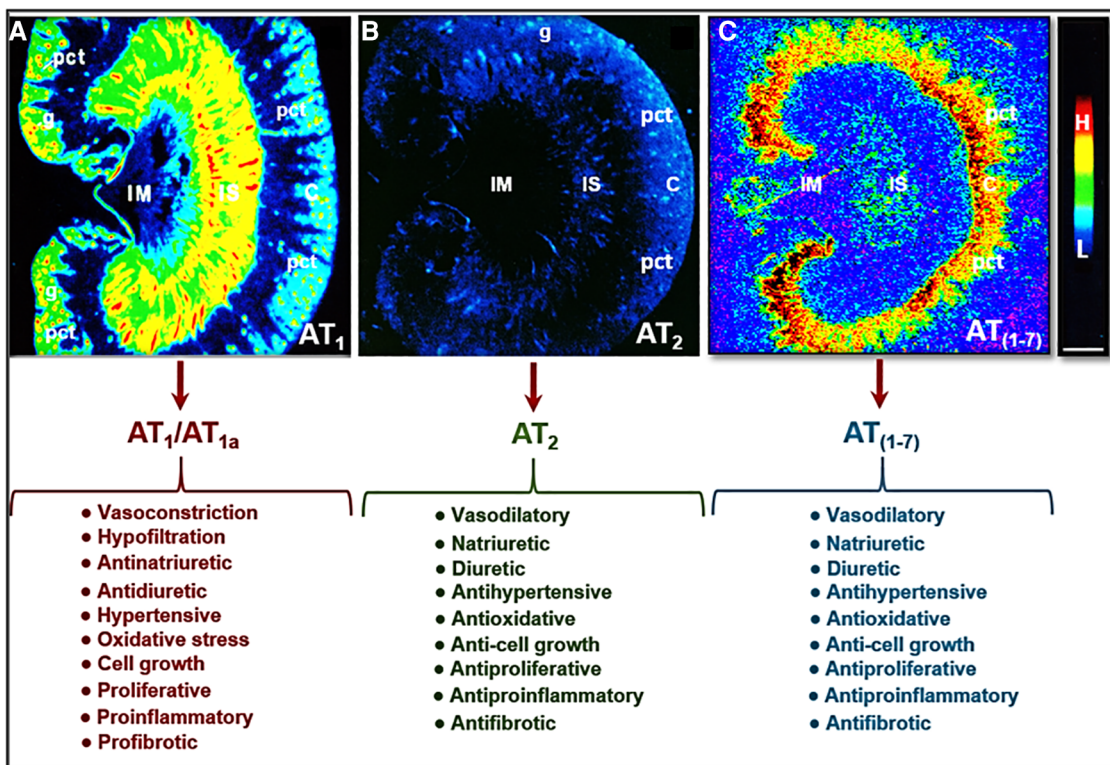 A
pct
g
pct
IM
IS
C
pct
g
pct
AT1
B
g
pct
IM
IS
C
pct
AT2
C
pct
IM
IS
C
pct
AT(1-7)
H
L
AT1/AT1a
● Vasoconstriction
● Hypofiltration
● Antinatriuretic
● Antidiuretic
● Hypertensive
● Oxidative stress
● Cell growth
● Proliferative
● Proinflammatory
● Profibrotic
AT2
● Vasodilatory
● Natriuretic
● Diuretic
● Antihypertensive
● Antioxidative
● Anti-cell growth
● Antiproliferative
● Antiproinflammatory
● Antifibrotic
AT(1-7)
● Vasodilatory
● Natriuretic
● Diuretic
● Antihypertensive
● Antioxidative
● Anti-cell growth
● Antiproliferative
● Antiproinflammatory
● Antifibrotic